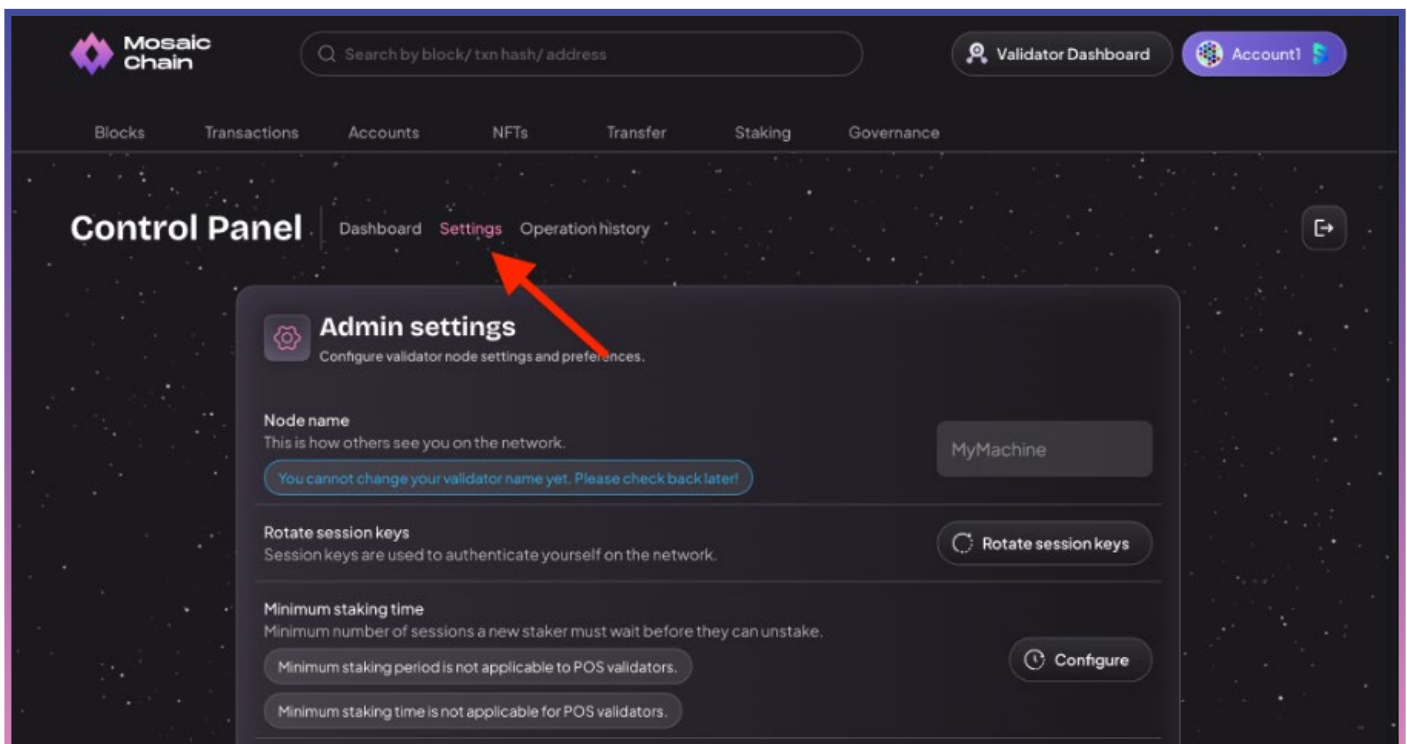 Mosaic
Chain
Search by block/ txn hash/ address
Validator Dashboard
Account1
Blocks
Transactions
Accounts
NFTs
Transfer
Staking
Governance
Control Panel
Dashboard
Settings
Operation history
Admin settings
Configure validator node settings and preferences.
Node name
This is how others see you on the network.
You cannot change your validator name yet. Please check back later!
MyMachine
Rotate session keys
Session keys are used to authenticate yourself on the network.
Rotate session keys
Minimum staking time
Minimum number of sessions a new staker must wait before they can unstake.
Minimum staking period is not applicable to POS validators.
Minimum staking time is not applicable for POS validators.
Configure